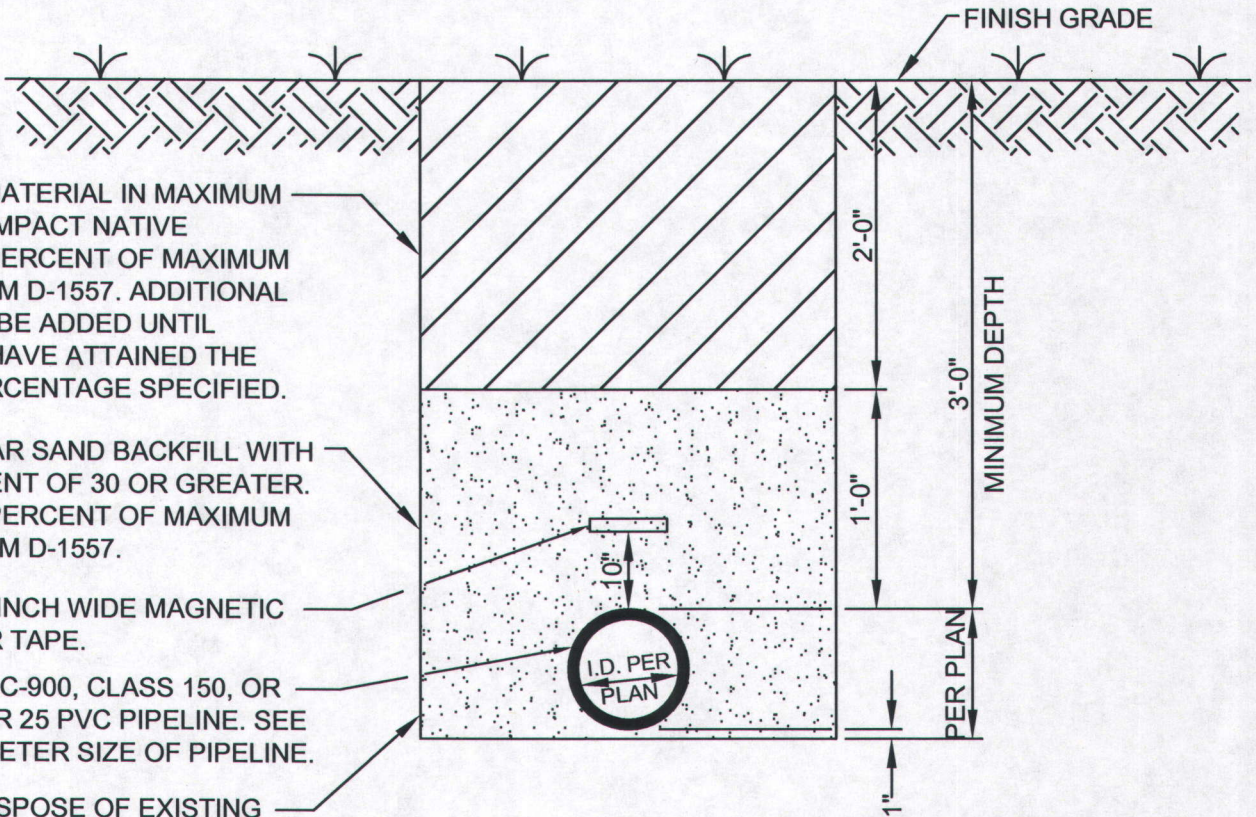 FINISH GRADE
ATERIAL IN MAXIMUM
MPACT NATIVE
ERCENT OF MAXIMUM
M D-1557. ADDITIONAL
BE ADDED UNTIL
HAVE ATTAINED THE
RCENTAGE SPECIFIED.
AR SAND BACKFILL WITH
ENT OF 30 OR GREATER.
PERCENT OF MAXIMUM
M D-1557.
INCH WIDE MAGNETIC
R TAPE.
C-900, CLASS 150, OR
R 25 PVC PIPELINE. SEE
ETER SIZE OF PIPELINE.
SPOSE OF EXISTING
2'-0"
1'-0"
3'-0"
MINIMUM DEPTH
10"
I.D. PER
PLAN
PER PLAN
1"